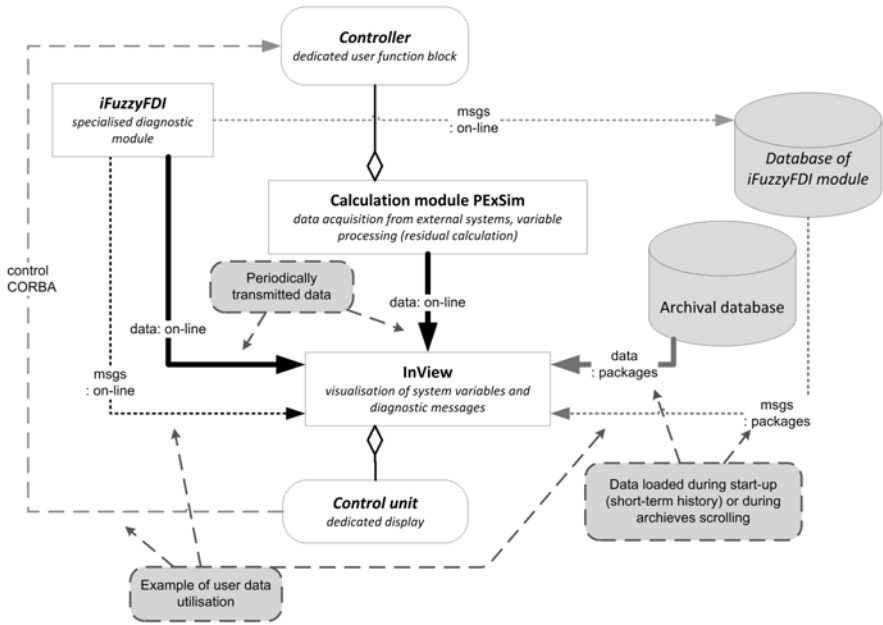 Controller
dedicated user function block
iFuzzyFDI
specialised diagnostic
module
msgs
: on-line
Database of
iFuzzyFDI module
Calculation module PExSim
data acquisition from external systems, variable
processing (residual calculation)
control
CORBA
Periodically
transmitted data
data: on-line
Archival database
data: on-line
msgs
: on-line
InView
visualisation of system variables and
diagnostic messages
data
: packages
msgs
: packages
Control unit
dedicated display
Data loaded during start-up
(short-term history) or during
archieves scrolling
Example of user data
utilisation